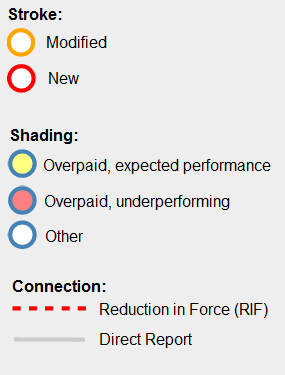 Stroke:
Modified
New
Shading:
Overpaid, expected performance
Overpaid, underperforming
Other
Connection:
Reduction in Force (RIF)
Direct Report